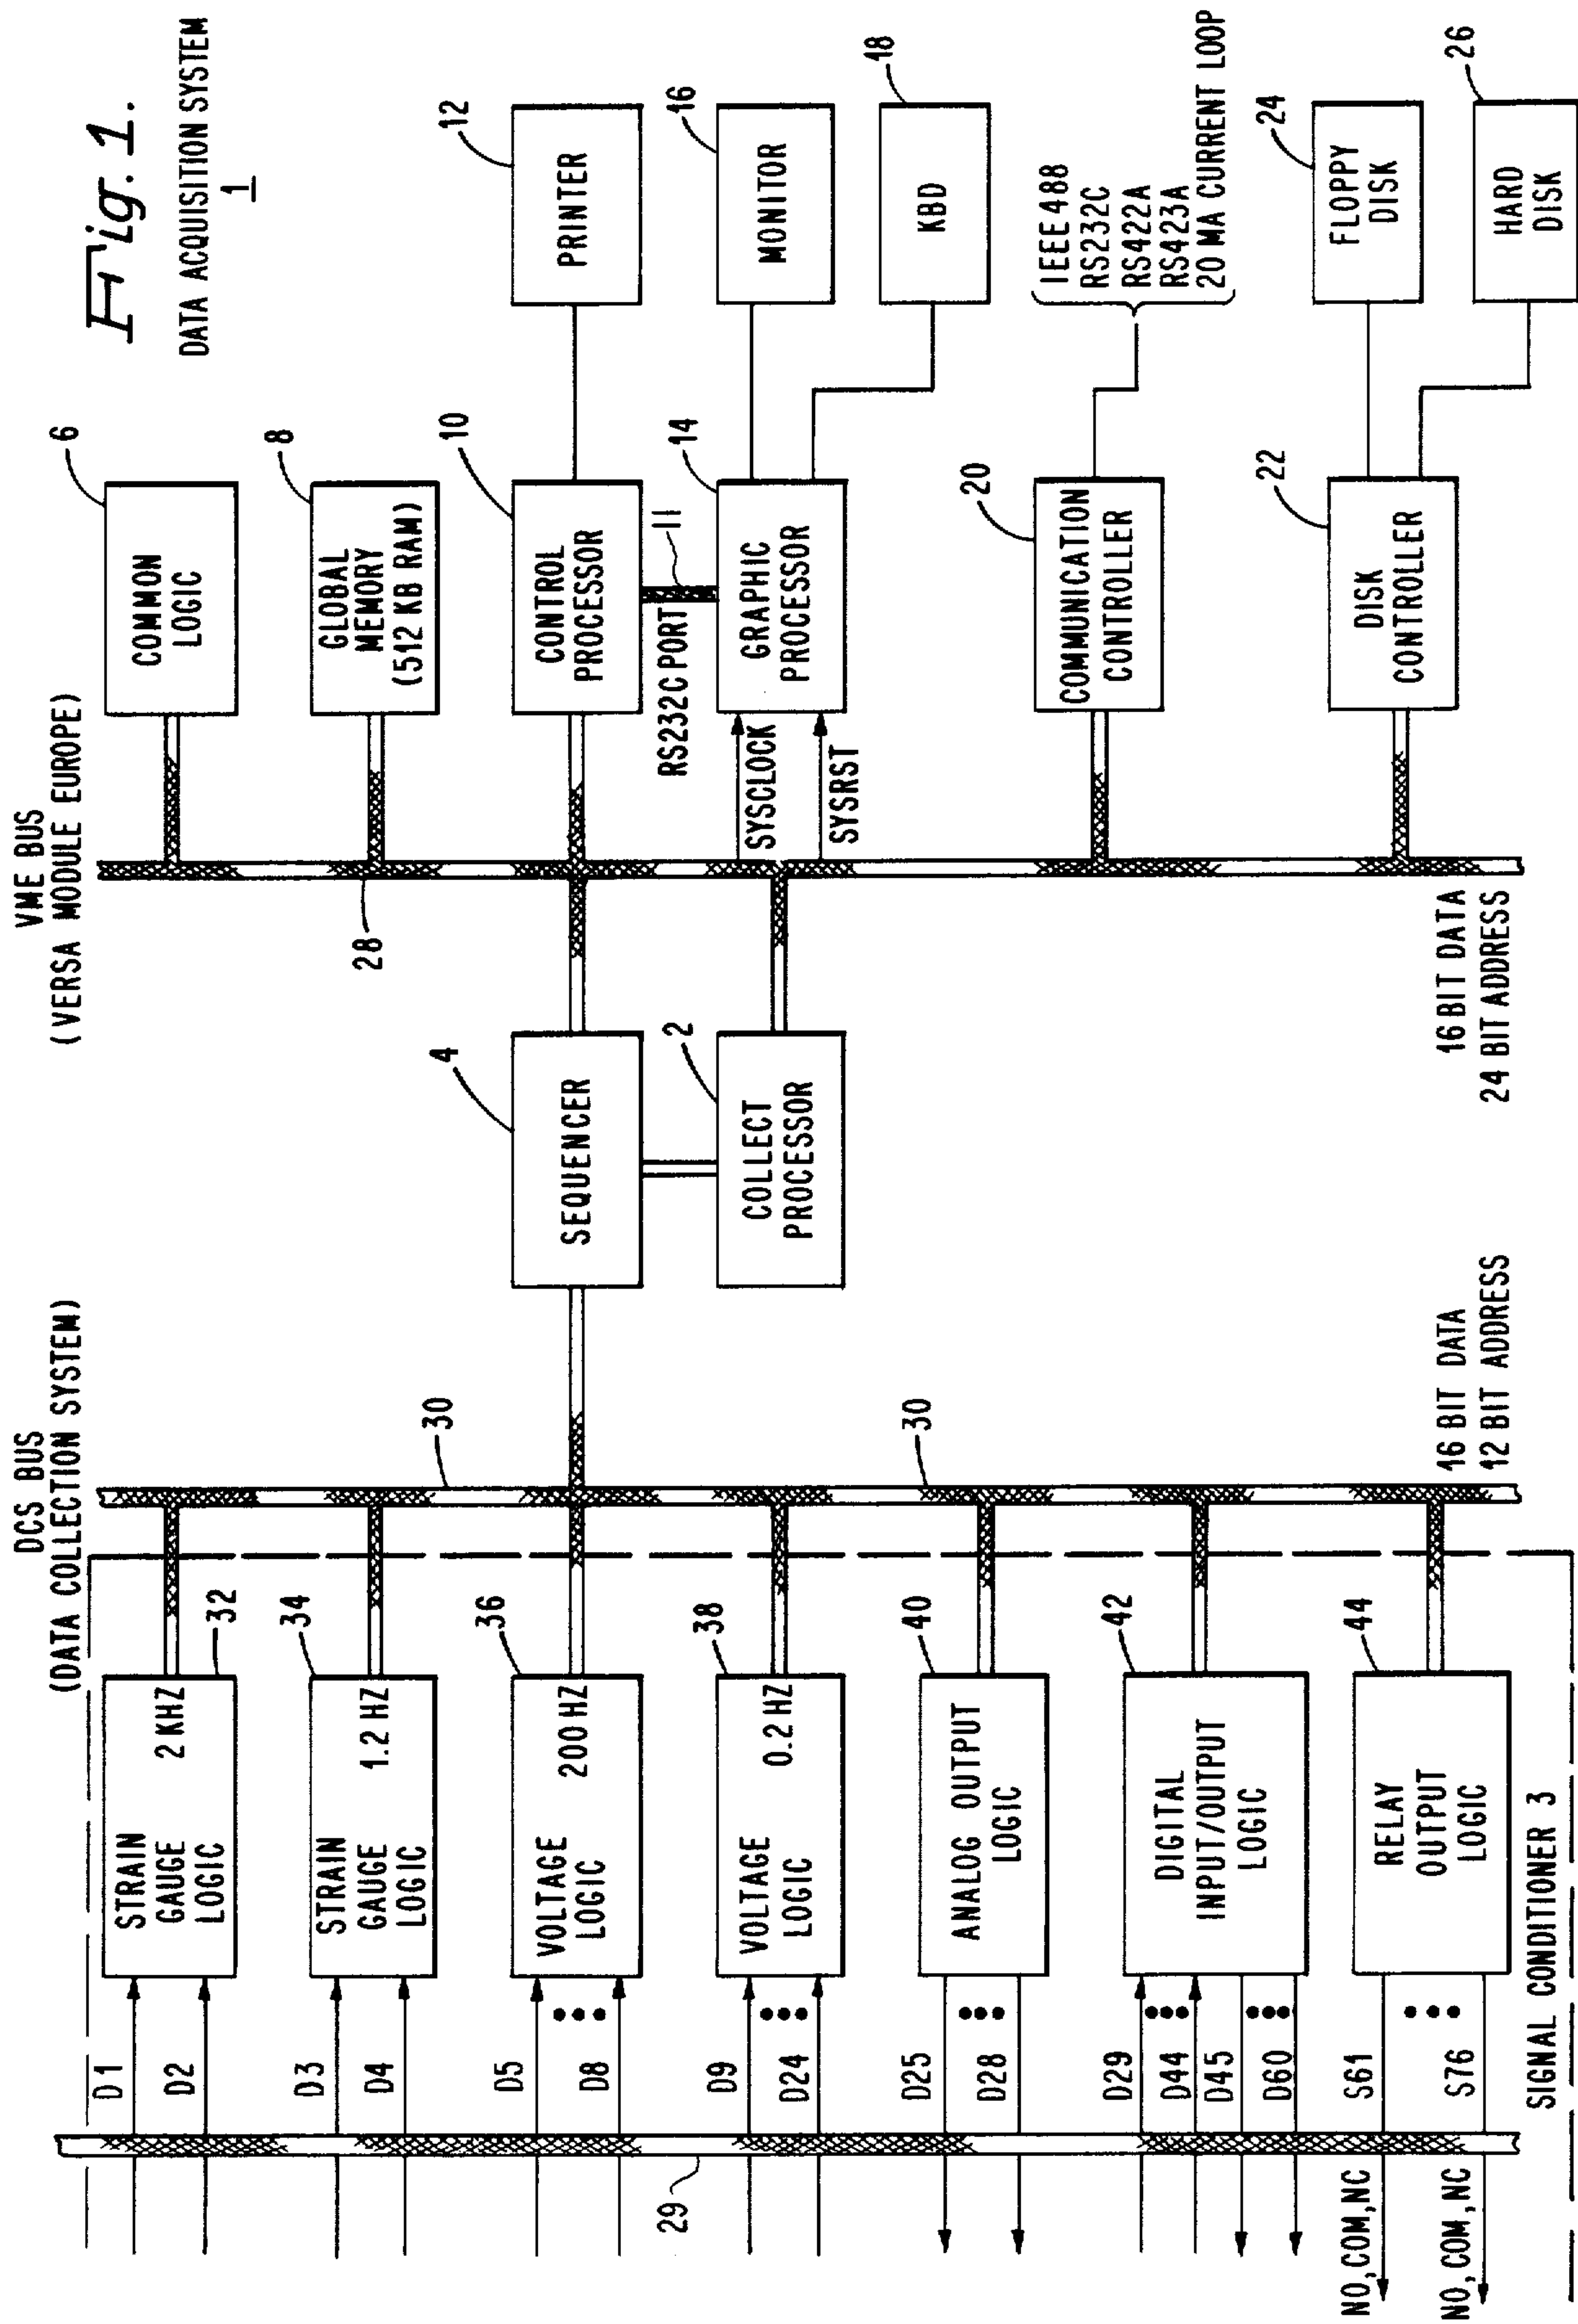 Fig. 1.
DATA ACQUISITION SYSTEM
1
VME BUS
(VERSA MODULE EUROPE)
DCS BUS
(DATA COLLECTION SYSTEM)
COMMON
LOGIC
6
GLOBAL
MEMORY
(512 KB RAM)
8
CONTROL
PROCESSOR
10
PRINTER
12
RS232C PORT
11
GRAPHIC
PROCESSOR
14
MONITOR
16
KBD
18
SYSCLOCK
SYSRST
COMMUNICATION
CONTROLLER
20
IEEE 488
RS232C
RS422A
RS423A
20 MA CURRENT LOOP
DISK
CONTROLLER
22
FLOPPY
DISK
24
HARD
DISK
26
28
16 BIT DATA
24 BIT ADDRESS
SEQUENCER
4
COLLECT
PROCESSOR
2
30
30
16 BIT DATA
12 BIT ADDRESS
STRAIN
GAUGE
LOGIC
2 KHZ
32
STRAIN
GAUGE
LOGIC
1.2 HZ
34
VOLTAGE
LOGIC
200 HZ
36
VOLTAGE
LOGIC
0.2 HZ
38
ANALOG OUTPUT
LOGIC
40
DIGITAL
INPUT/OUTPUT
LOGIC
42
RELAY
OUTPUT
LOGIC
44
SIGNAL CONDITIONER 3
D1
D2
D3
D4
D5
D8
D9
D24
D25
D28
D29
D44
D45
D60
S61
S76
29
NO,COM,NC
NO,COM,NC